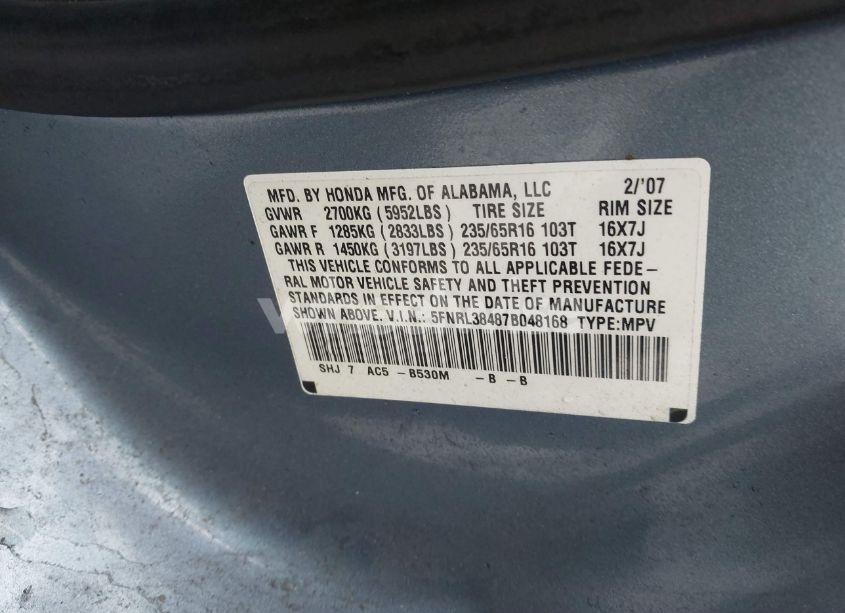 MFD. BY HONDA MFG. OF ALABAMA, LLC 2/'07
GVWR 2700KG (5952LBS) TIRE SIZE RIM SIZE
GAWR F 1285KG (2833LBS) 235/65R16 103T 16X7J
GAWR R 1450KG (3197LBS) 235/65R16 103T 16X7J
THIS VEHICLE CONFORMS TO ALL APPLICABLE FEDE-
RAL MOTOR VEHICLE SAFETY AND THEFT PREVENTION
STANDARDS IN EFFECT ON THE DATE OF MANUFACTURE
SHOWN ABOVE. V.I.N.: 5FNRL38487B048168 TYPE:MPV
SHJ 7 AC5 - B530M - B - B